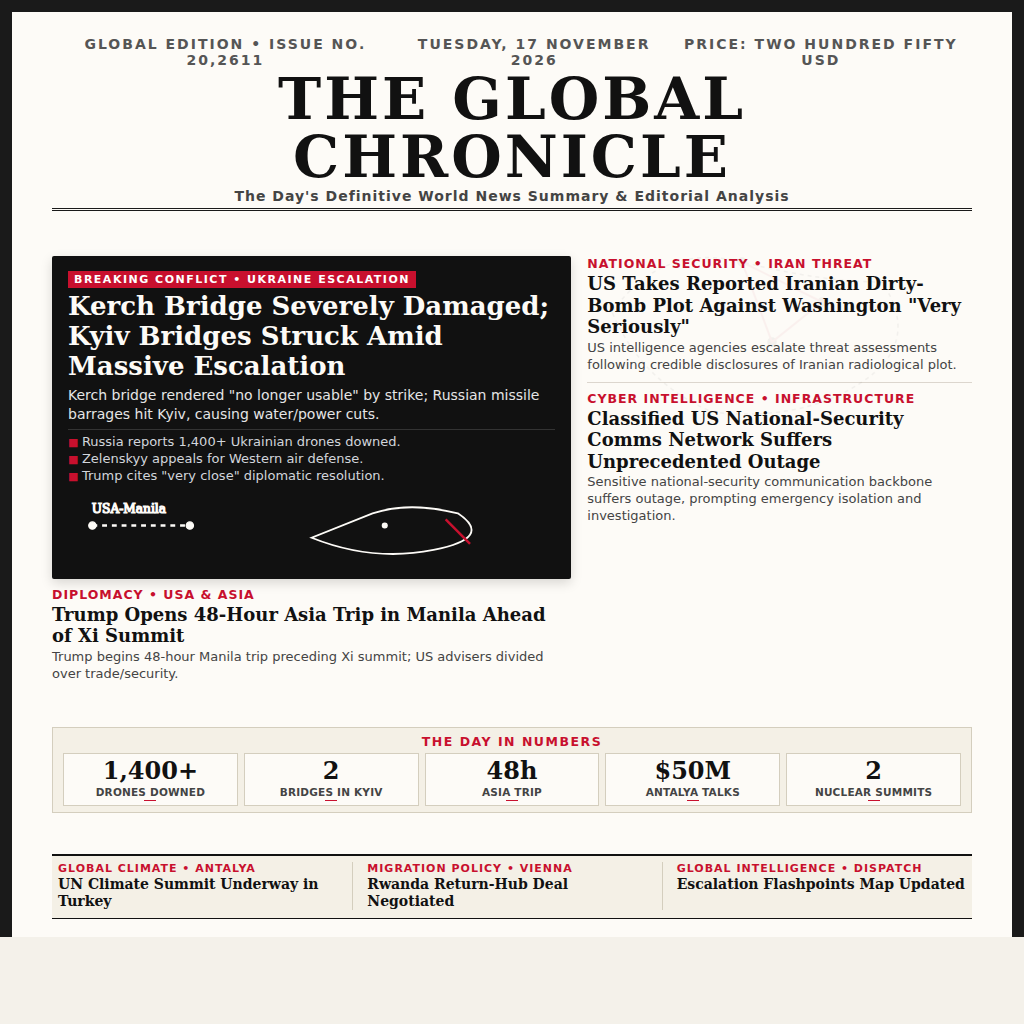 GLOBAL EDITION • ISSUE NO. 20,2611
TUESDAY, 17 NOVEMBER 2026
PRICE: TWO HUNDRED FIFTY USD
THE GLOBAL
CHRONICLE
The Day's Definitive World News Summary & Editorial Analysis
BREAKING CONFLICT • UKRAINE ESCALATION
Kerch Bridge Severely Damaged;
Kyiv Bridges Struck Amid
Massive Escalation
Kerch bridge rendered "no longer usable" by strike; Russian missile
barrages hit Kyiv, causing water/power cuts.
Russia reports 1,400+ Ukrainian drones downed.
Zelenskyy appeals for Western air defense.
Trump cites "very close" diplomatic resolution.
USA-Manila
DIPLOMACY • USA & ASIA
Trump Opens 48-Hour Asia Trip in Manila Ahead
of Xi Summit
Trump begins 48-hour Manila trip preceding Xi summit; US advisers divided
over trade/security.
NATIONAL SECURITY • IRAN THREAT
US Takes Reported Iranian Dirty-
Bomb Plot Against Washington "Very
Seriously"
US intelligence agencies escalate threat assessments
following credible disclosures of Iranian radiological plot.
CYBER INTELLIGENCE • INFRASTRUCTURE
Classified US National-Security
Comms Network Suffers
Unprecedented Outage
Sensitive national-security communication backbone
suffers outage, prompting emergency isolation and
investigation.
THE DAY IN NUMBERS
1,400+
DRONES DOWNED
2
BRIDGES IN KYIV
48h
ASIA TRIP
$50M
ANTALYA TALKS
2
NUCLEAR SUMMITS
GLOBAL CLIMATE • ANTALYA
UN Climate Summit Underway in
Turkey
MIGRATION POLICY • VIENNA
Rwanda Return-Hub Deal
Negotiated
GLOBAL INTELLIGENCE • DISPATCH
Escalation Flashpoints Map Updated